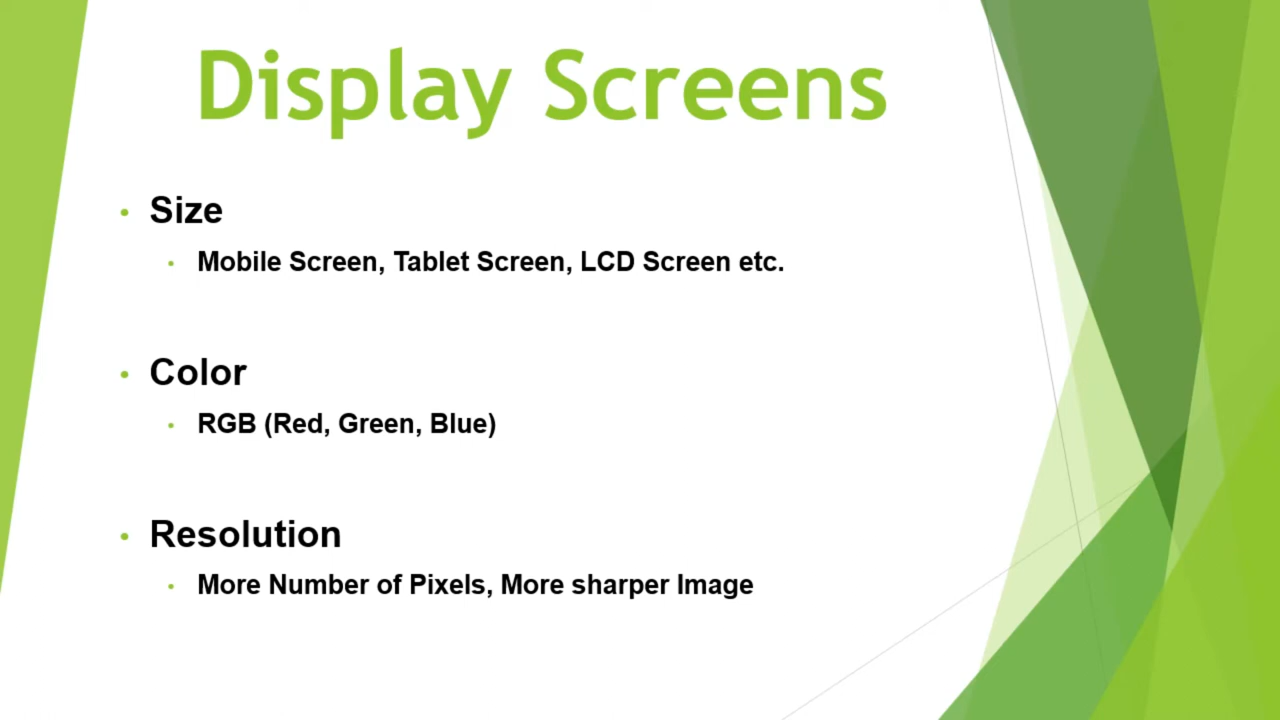 Display Screens
• Size
• Mobile Screen, Tablet Screen, LCD Screen etc.
• Color
• RGB (Red, Green, Blue)
• Resolution
• More Number of Pixels, More sharper Image